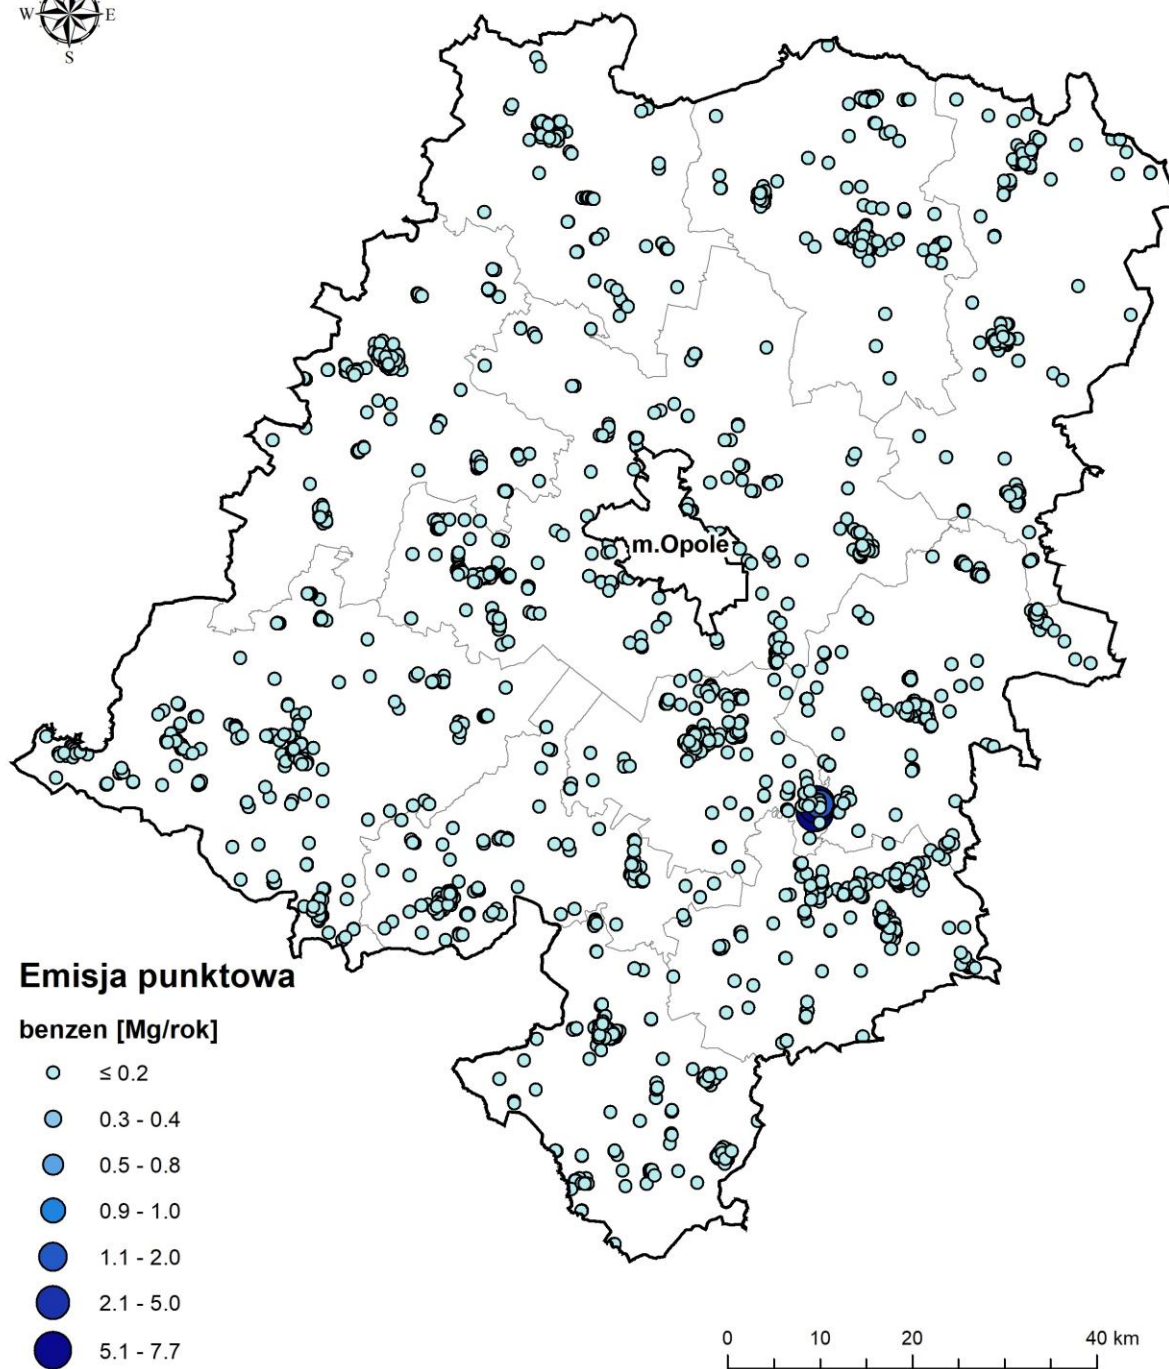 W E
S
m.Opole
Emisja punktowa
benzen [Mg/rok]
≤ 0.2
0.3 - 0.4
0.5 - 0.8
0.9 - 1.0
1.1 - 2.0
2.1 - 5.0
5.1 - 7.7
0 10 20 40 km